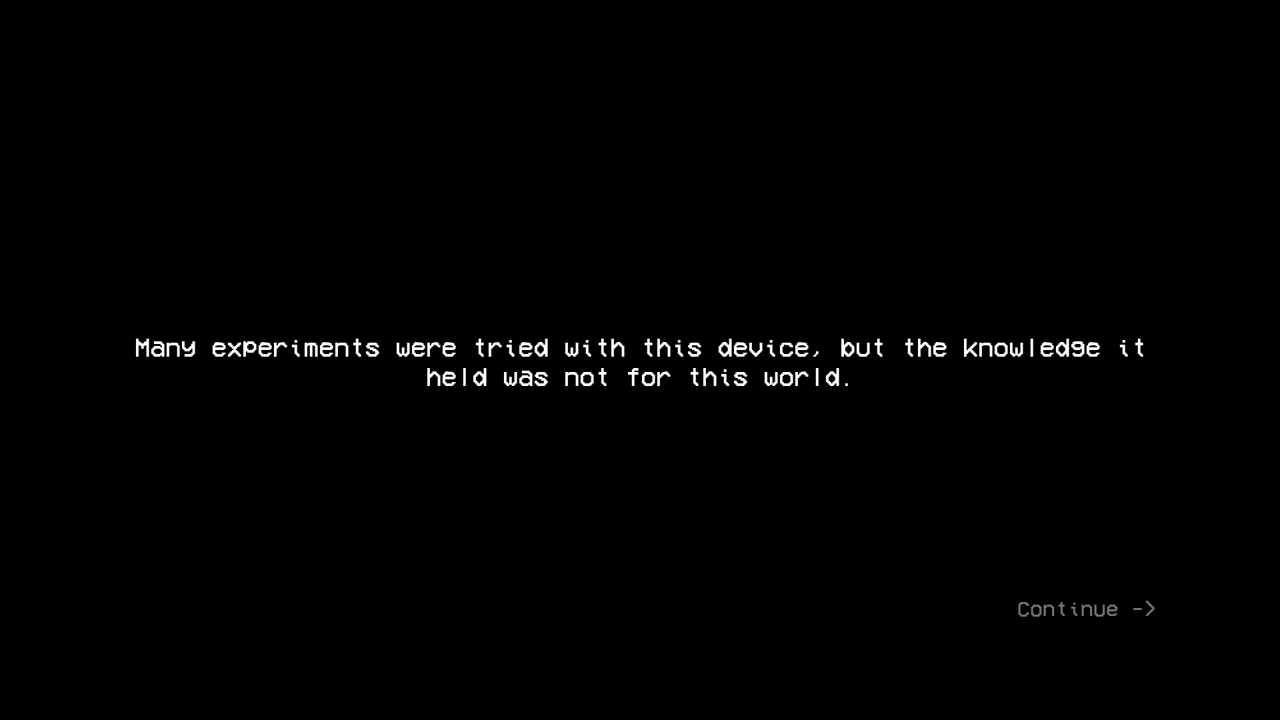 Many experiments were tried with this device, but the knowledge it
held was not for this world.
Continue ->